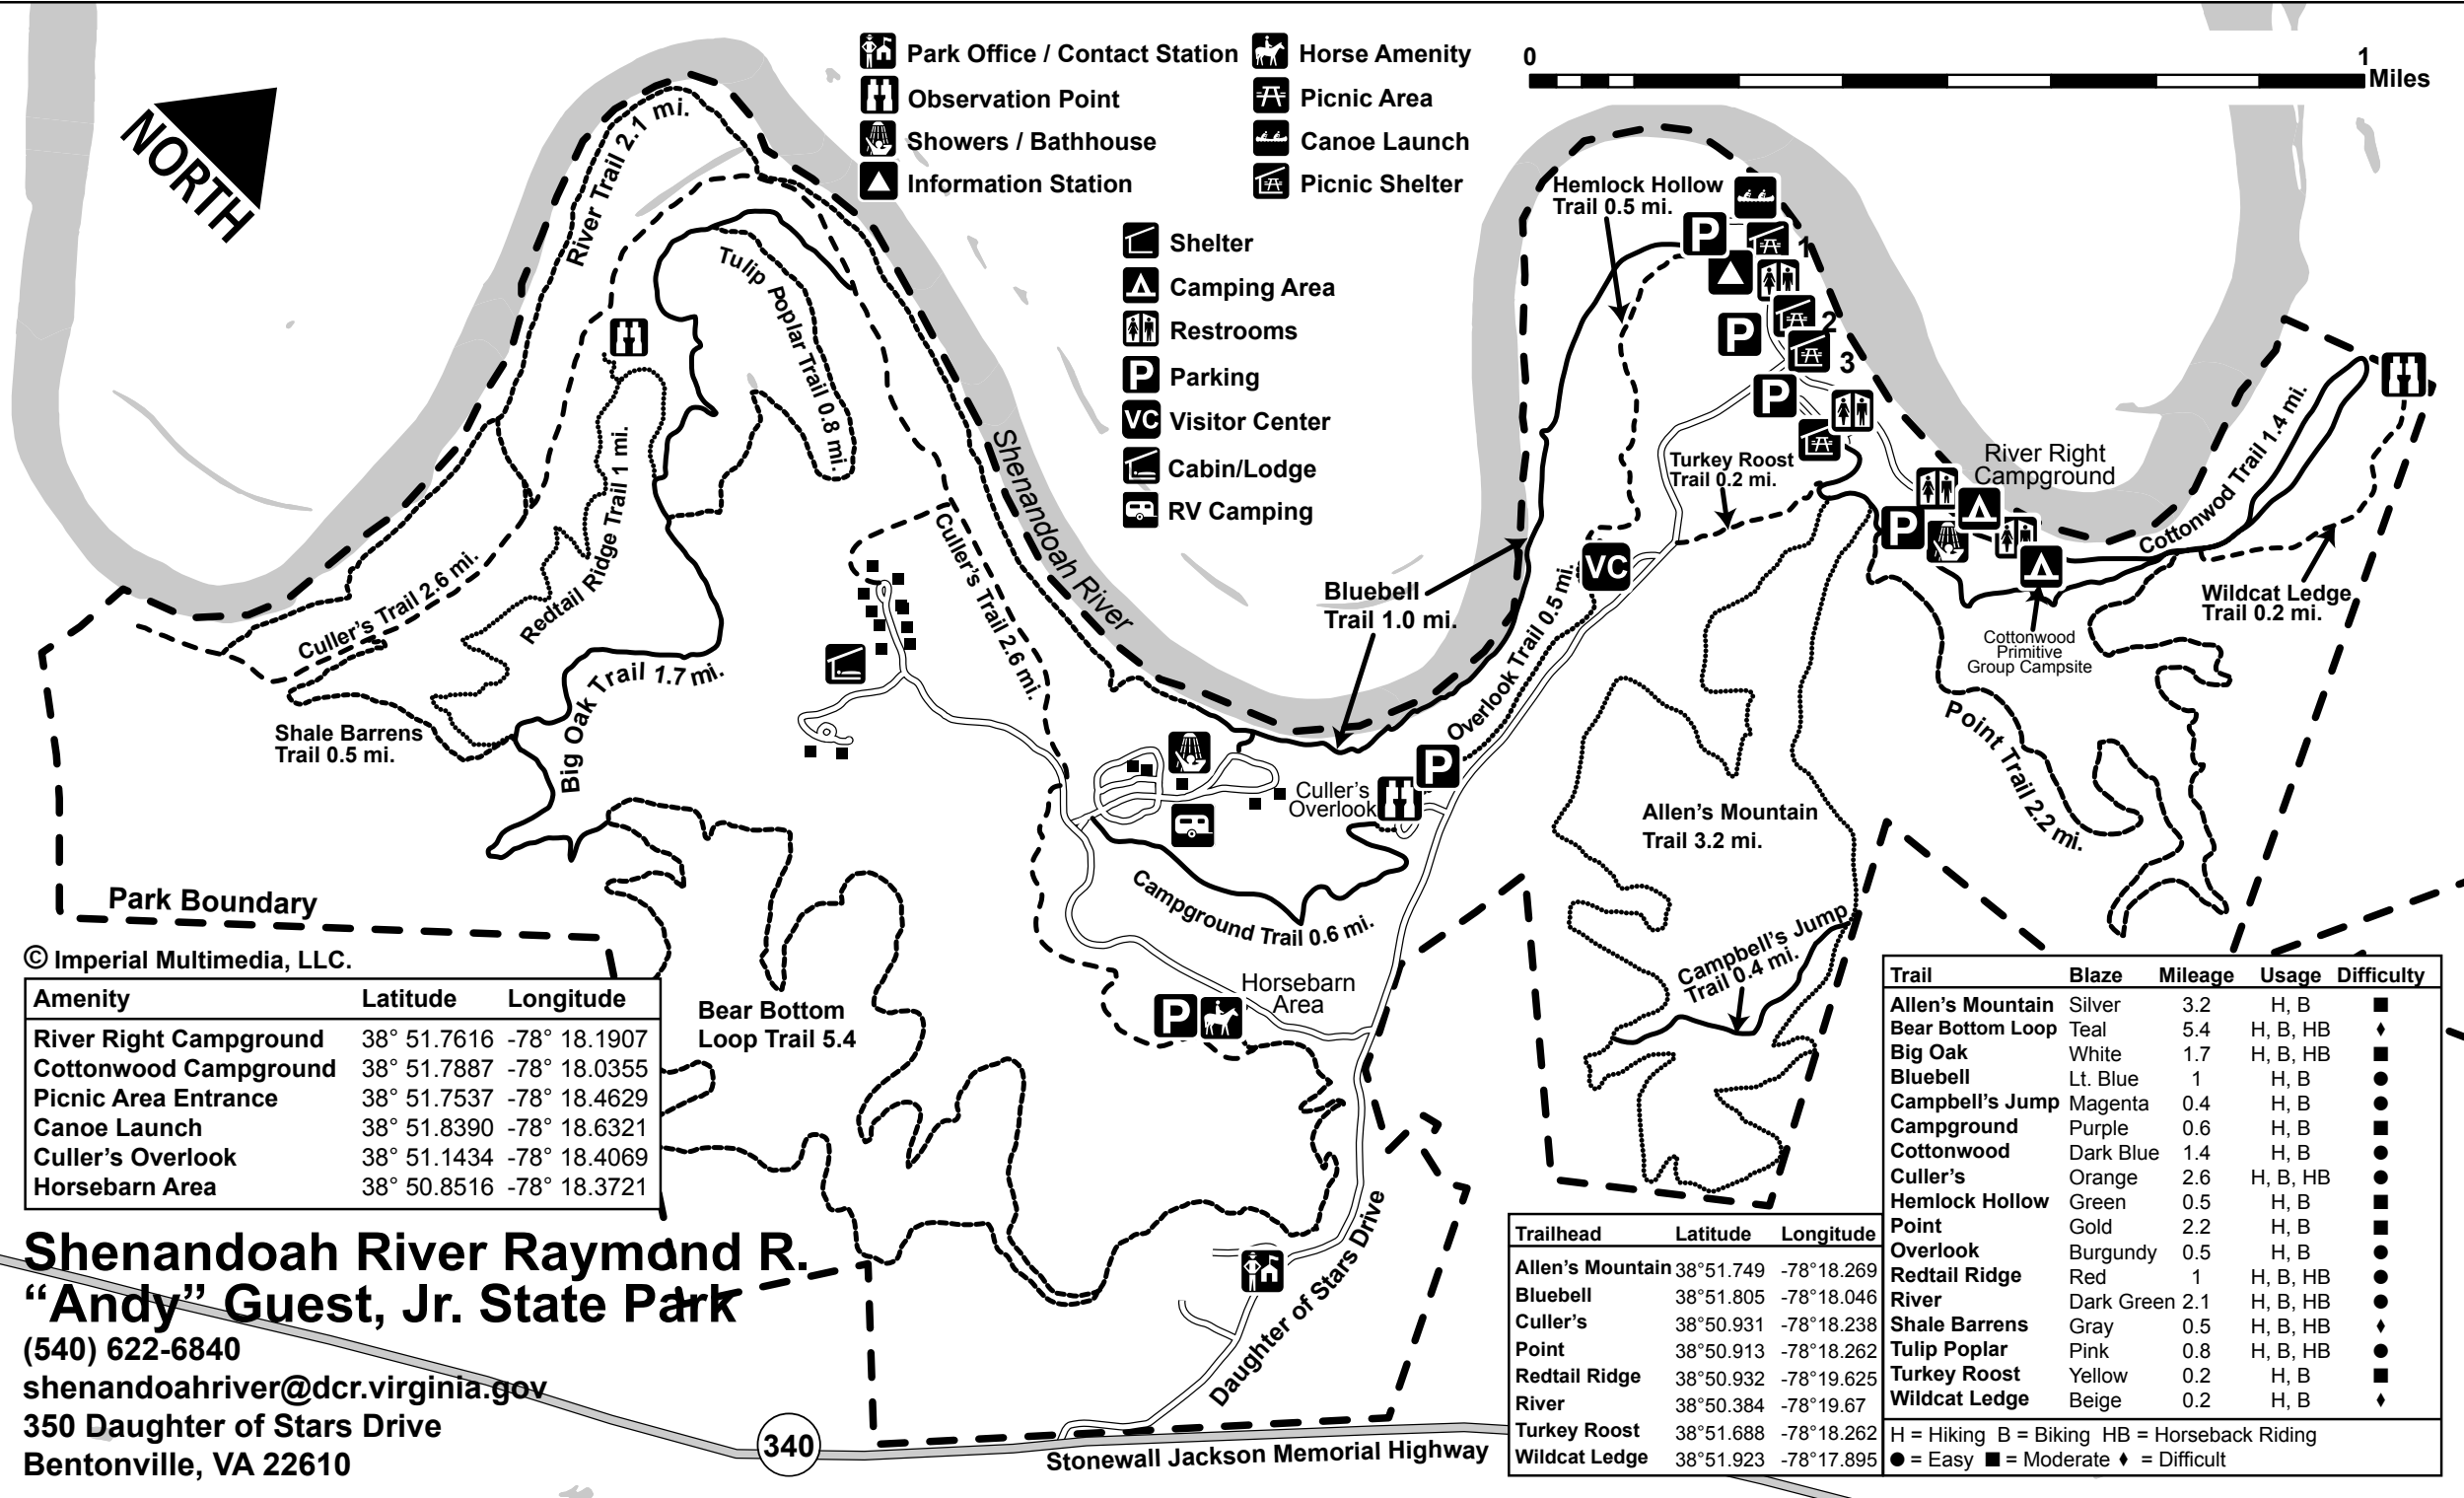 NORTH
Park Office / Contact Station
Observation Point
Showers / Bathhouse
Information Station
Horse Amenity
Picnic Area
Canoe Launch
Picnic Shelter
Shelter
Camping Area
Restrooms
P Parking
VC Visitor Center
Cabin/Lodge
RV Camping
0 1
Miles
River Trail 2.1 mi.
Tulip Poplar Trail 0.8 mi.
Redtail Ridge Trail 1 mi.
Culler's Trail 2.6 mi.
Shale Barrens
Trail 0.5 mi.
Big Oak Trail 1.7 mi.
Culler's Trail 2.6 mi.
Shenandoah River
Hemlock Hollow
Trail 0.5 mi.
P
1
2
P
3
P
Turkey Roost
Trail 0.2 mi.
River Right
Campground
P
Cottonwod Trail 1.4 mi.
Wildcat Ledge
Trail 0.2 mi.
Cottonwood
Primitive
Group Campsite
Point Trail 2.2 mi.
VC
Bluebell
Trail 1.0 mi.
Overlook Trail 0.5 mi.
P
Culler's
Overlook
Allen's Mountain
Trail 3.2 mi.
Campground Trail 0.6 mi.
Campbell's Jump
Trail 0.4 mi.
Horsebarn
Area
P
Bear Bottom
Loop Trail 5.4
Park Boundary
Daughter of Stars Drive
340
Stonewall Jackson Memorial Highway
© Imperial Multimedia, LLC.
Amenity Latitude Longitude
River Right Campground 38° 51.7616 -78° 18.1907
Cottonwood Campground 38° 51.7887 -78° 18.0355
Picnic Area Entrance 38° 51.7537 -78° 18.4629
Canoe Launch 38° 51.8390 -78° 18.6321
Culler's Overlook 38° 51.1434 -78° 18.4069
Horsebarn Area 38° 50.8516 -78° 18.3721
Shenandoah River Raymond R.
“Andy” Guest, Jr. State Park
(540) 622-6840
shenandoahriver@dcr.virginia.gov
350 Daughter of Stars Drive
Bentonville, VA 22610
Trailhead Latitude Longitude
Allen's Mountain 38°51.749 -78°18.269
Bluebell 38°51.805 -78°18.046
Culler's 38°50.931 -78°18.238
Point 38°50.913 -78°18.262
Redtail Ridge 38°50.932 -78°19.625
River 38°50.384 -78°19.67
Turkey Roost 38°51.688 -78°18.262
Wildcat Ledge 38°51.923 -78°17.895
Trail Blaze Mileage Usage Difficulty
Allen's Mountain Silver 3.2 H, B ■
Bear Bottom Loop Teal 5.4 H, B, HB ♦
Big Oak White 1.7 H, B, HB ■
Bluebell Lt. Blue 1 H, B ●
Campbell's Jump Magenta 0.4 H, B ●
Campground Purple 0.6 H, B ■
Cottonwood Dark Blue 1.4 H, B ●
Culler's Orange 2.6 H, B, HB ●
Hemlock Hollow Green 0.5 H, B ■
Point Gold 2.2 H, B ■
Overlook Burgundy 0.5 H, B ●
Redtail Ridge Red 1 H, B, HB ●
River Dark Green 2.1 H, B, HB ●
Shale Barrens Gray 0.5 H, B, HB ♦
Tulip Poplar Pink 0.8 H, B, HB ●
Turkey Roost Yellow 0.2 H, B ■
Wildcat Ledge Beige 0.2 H, B ♦
H = Hiking B = Biking HB = Horseback Riding
● = Easy ■ = Moderate ♦ = Difficult